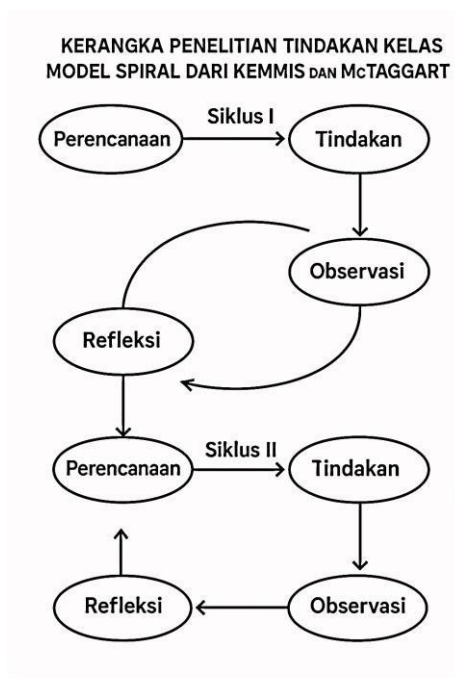 KERANGKA PENELITIAN TINDAKAN KELAS
MODEL SPIRAL DARI KEMMIS DAN McTAGGART
Perencanaan
Siklus I
Tindakan
Observasi
Refleksi
Perencanaan
Siklus II
Tindakan
Refleksi
Observasi